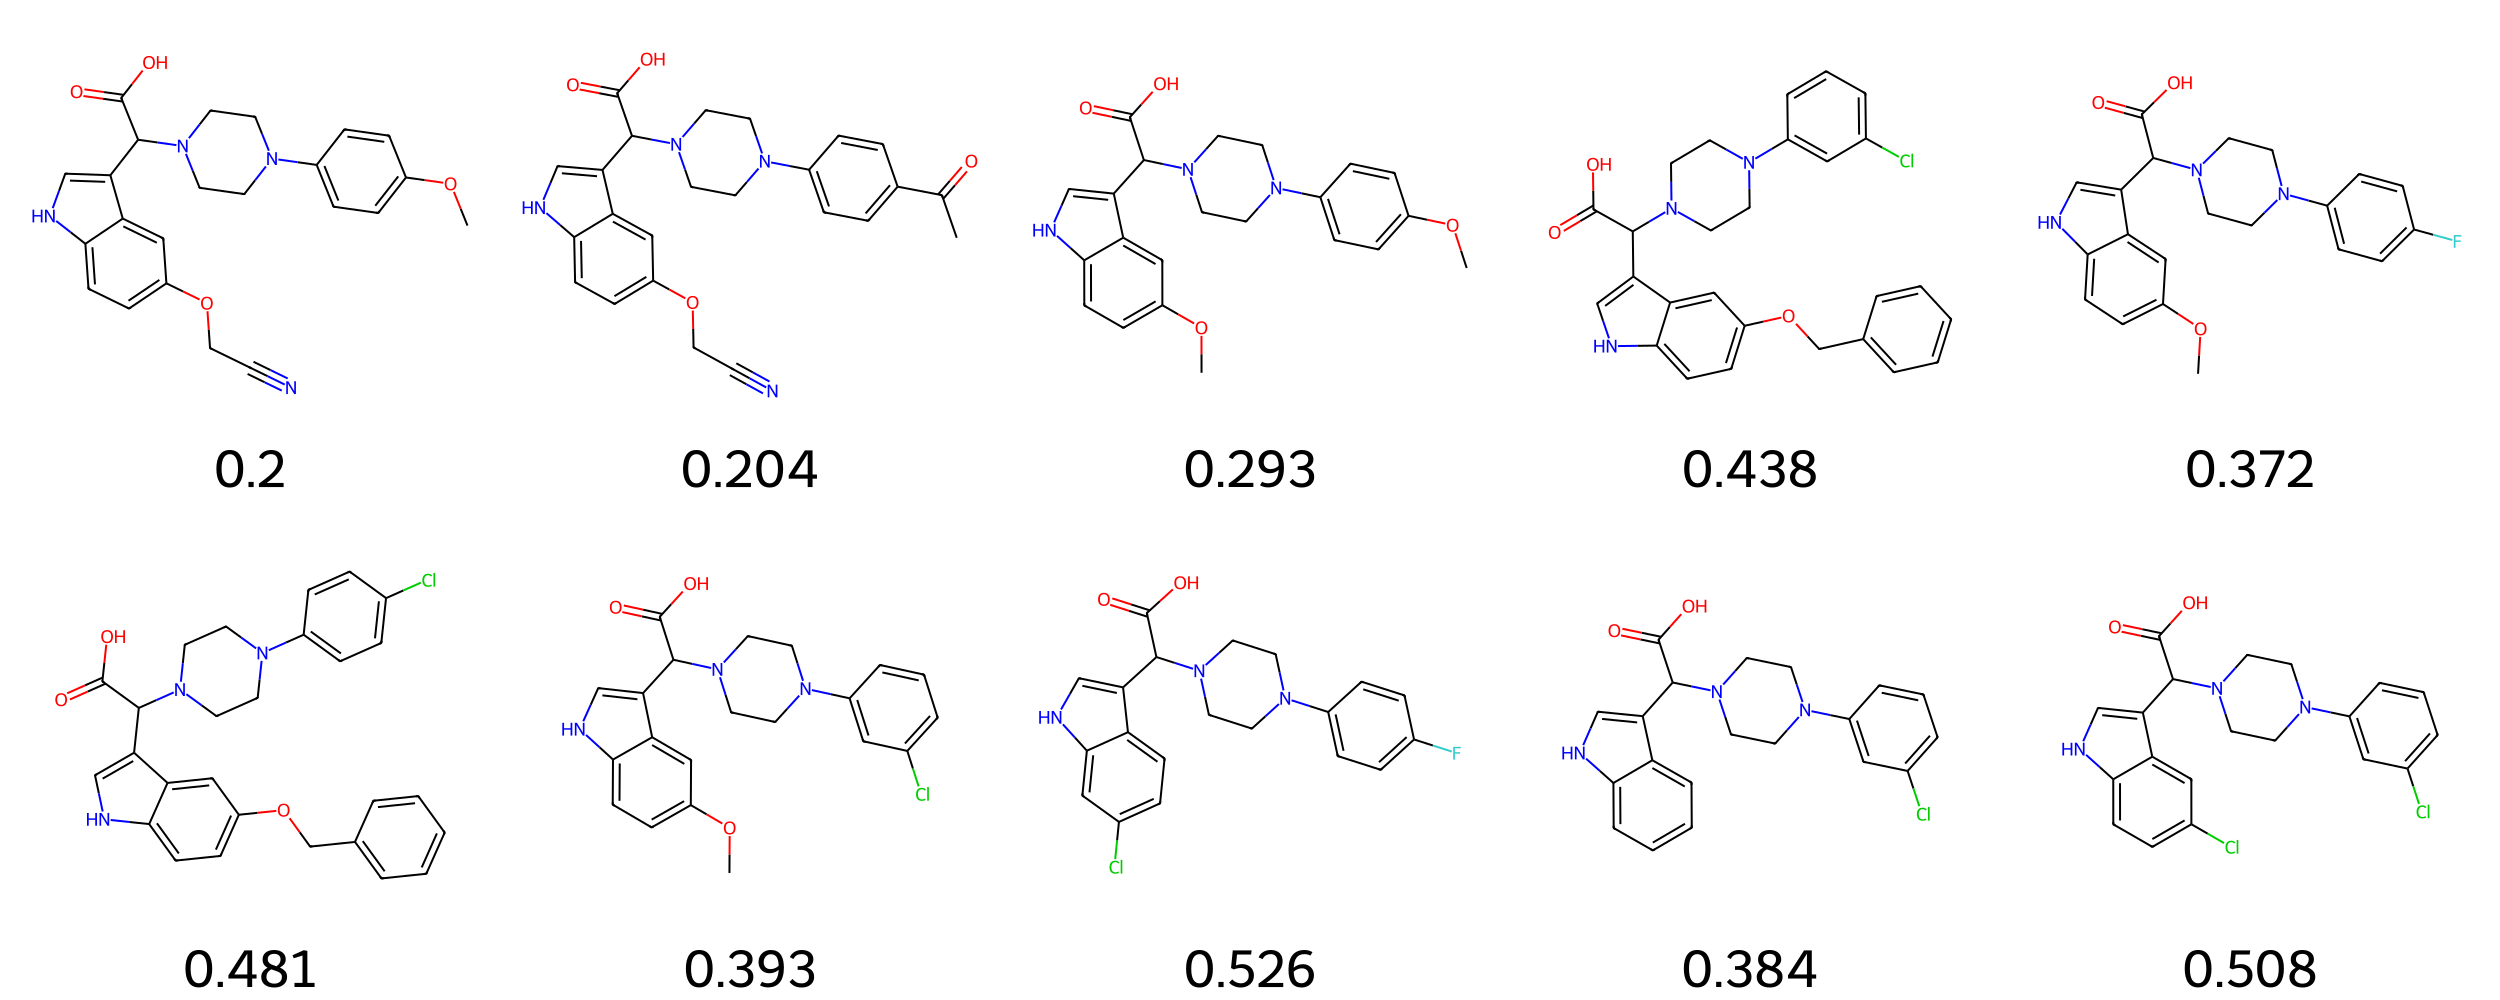 OH O N N HN O O N
OH O N N HN O O N
OH O N N HN O O
OH O N N HN O Cl
OH O N N HN O F
0.2 0.204 0.293 0.438 0.372
OH O N N HN O Cl
OH O N N HN O Cl
OH O N N HN Cl F
OH O N N HN Cl
OH O N N HN Cl Cl
0.481 0.393 0.526 0.384 0.508